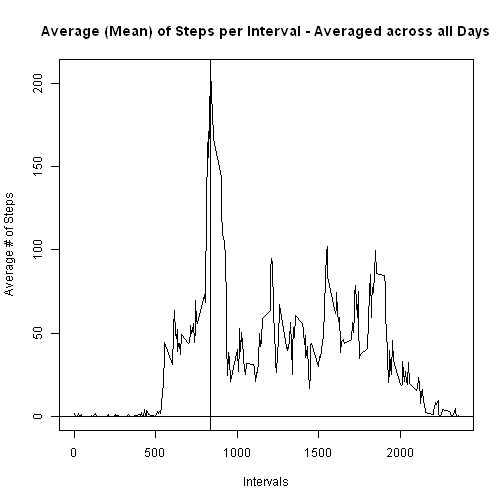 Average (Mean) of Steps per Interval - Averaged across all Days
Average # of Steps
200
150
100
50
0
0 500 1000 1500 2000
Intervals